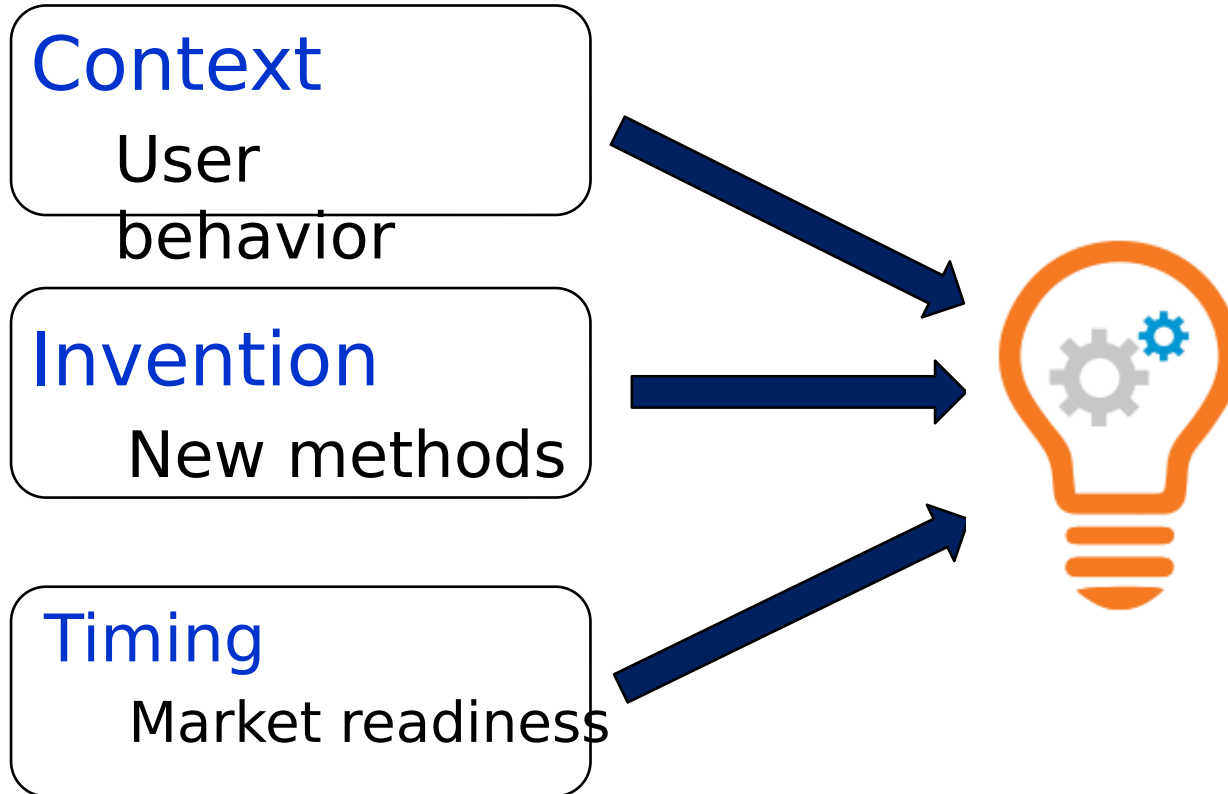 Context
User
behavior
Invention
New methods
Timing
Market readiness